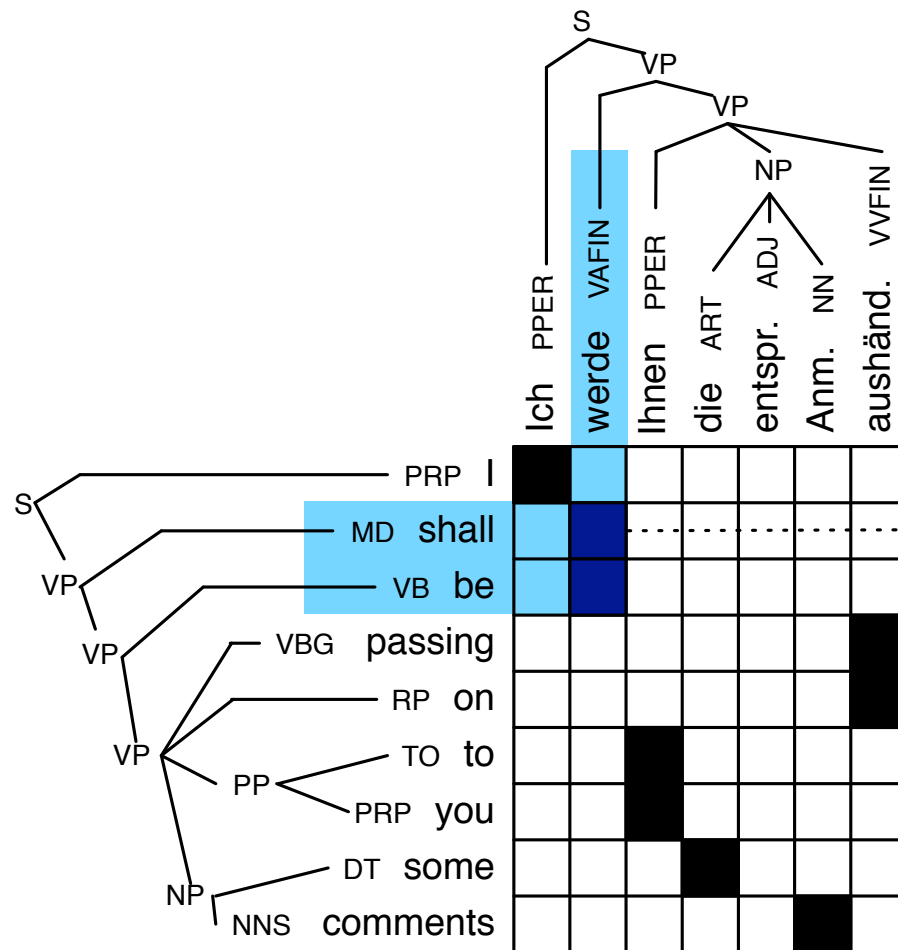 S
VP
VP
NP
PPER
VAFIN
PPER
ART
ADJ
NN
VVFIN
Ich
werde
Ihnen
die
entspr.
Anm.
aushänd.
PRP I
S
MD shall
VP
VB be
VP
VBG passing
RP on
VP
TO to
PP
PRP you
DT some
NP
NNS comments